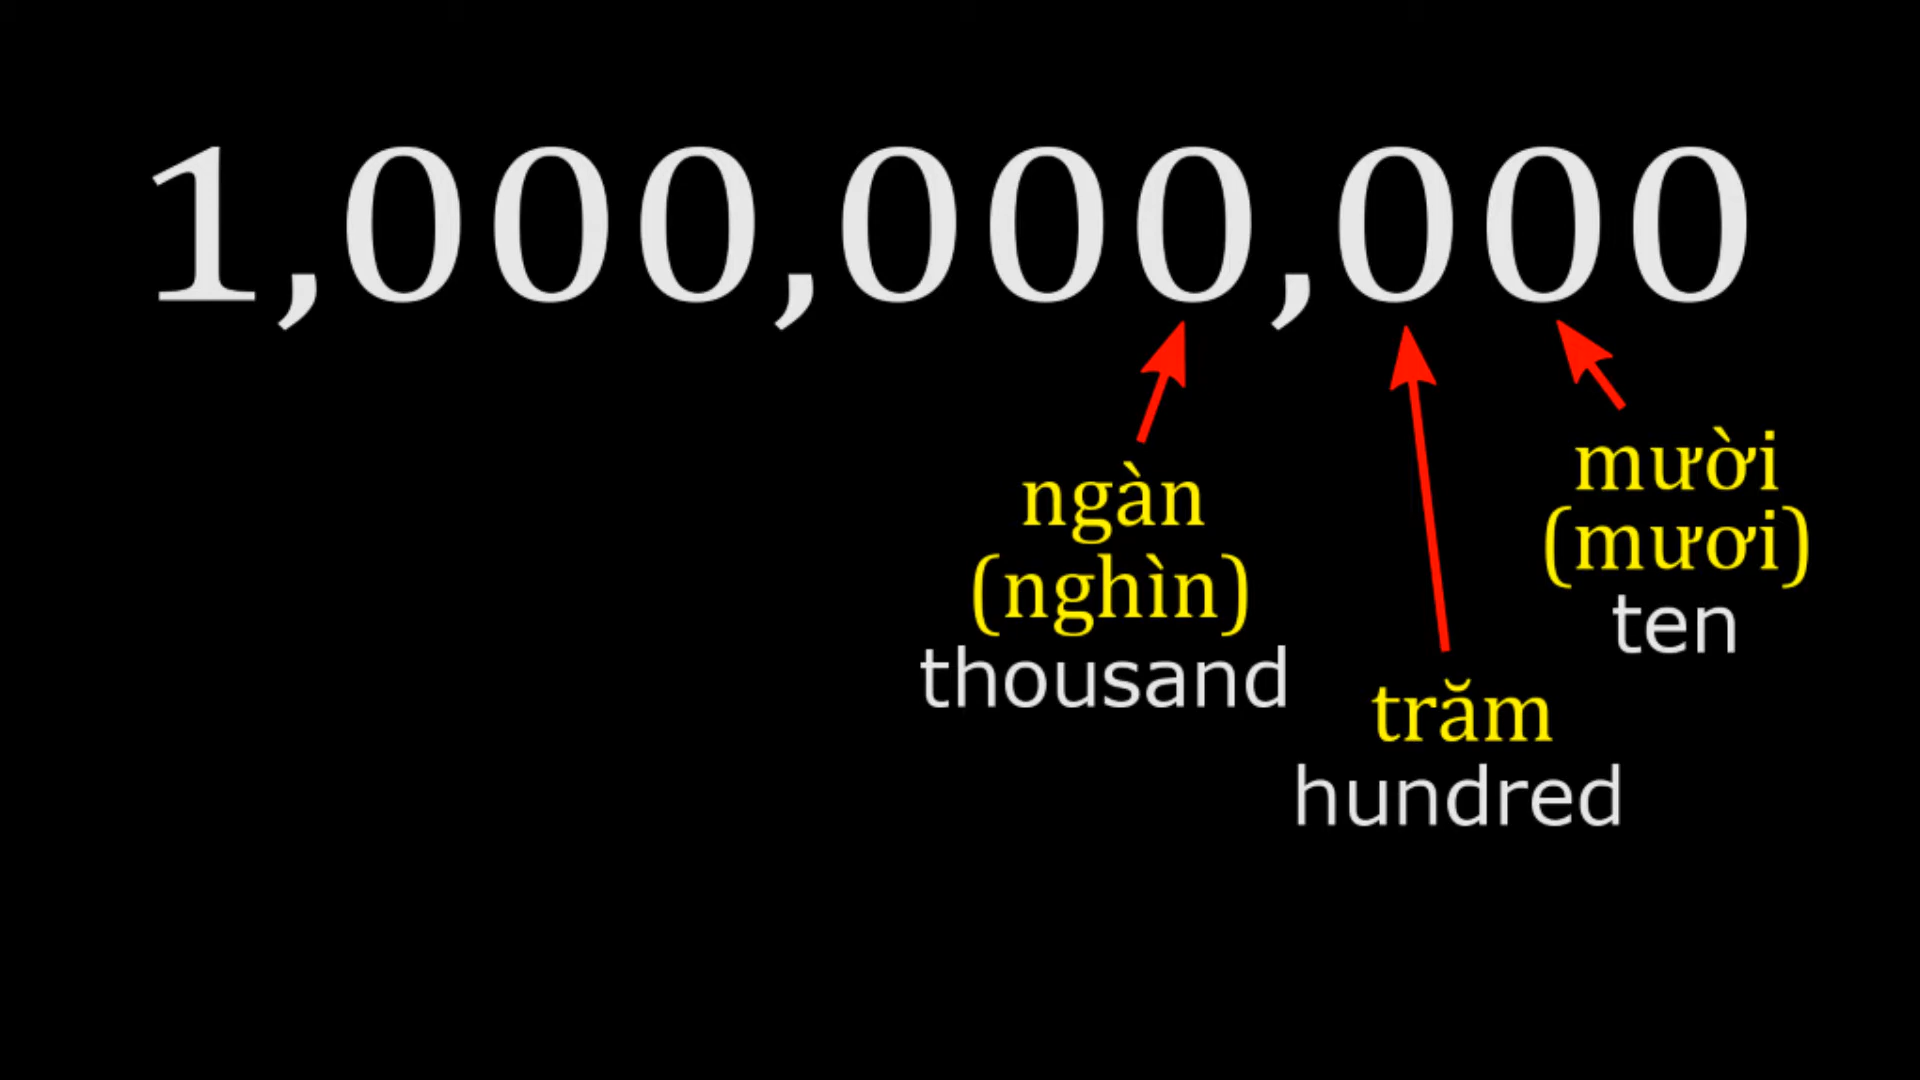 1,000,000,000
ngàn
(nghìn)
thousand
trăm
hundred
mười
(mươi)
ten